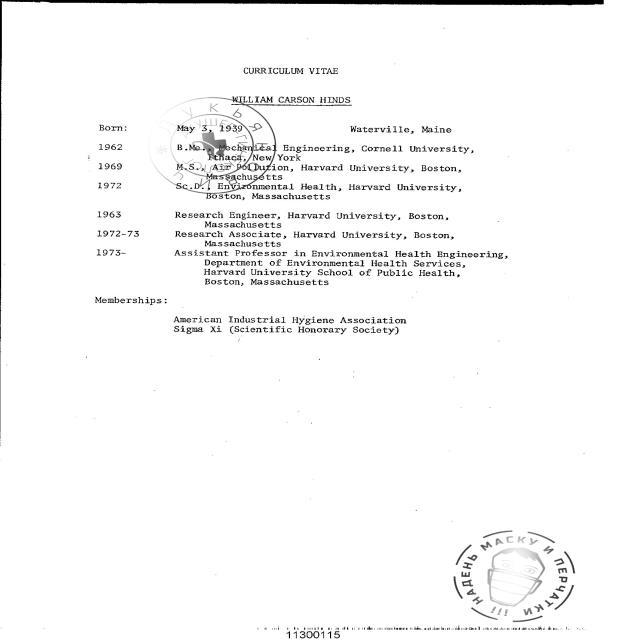 CURRICULUM VITAE
WILLIAM CARSON HINDS
Born: May 3, 1939 Waterville, Maine
1962 B.Me., Mechanical Engineering, Cornell University,
Ithaca, New York
1969 M.S., Air Pollution, Harvard University, Boston,
Massachusetts
1972 Sc.D., Environmental Health, Harvard University,
Boston, Massachusetts
1963 Research Engineer, Harvard University, Boston,
Massachusetts
1972-73 Research Associate, Harvard University, Boston,
Massachusetts
1973- Assistant Professor in Environmental Health Engineering,
Department of Environmental Health Services,
Harvard University School of Public Health,
Boston, Massachusetts
Memberships:
American Industrial Hygiene Association
Sigma Xi (Scientific Honorary Society)
НАДЕНЬ МАСКУ И ПЕРЧАТКИ И !!!
11300115